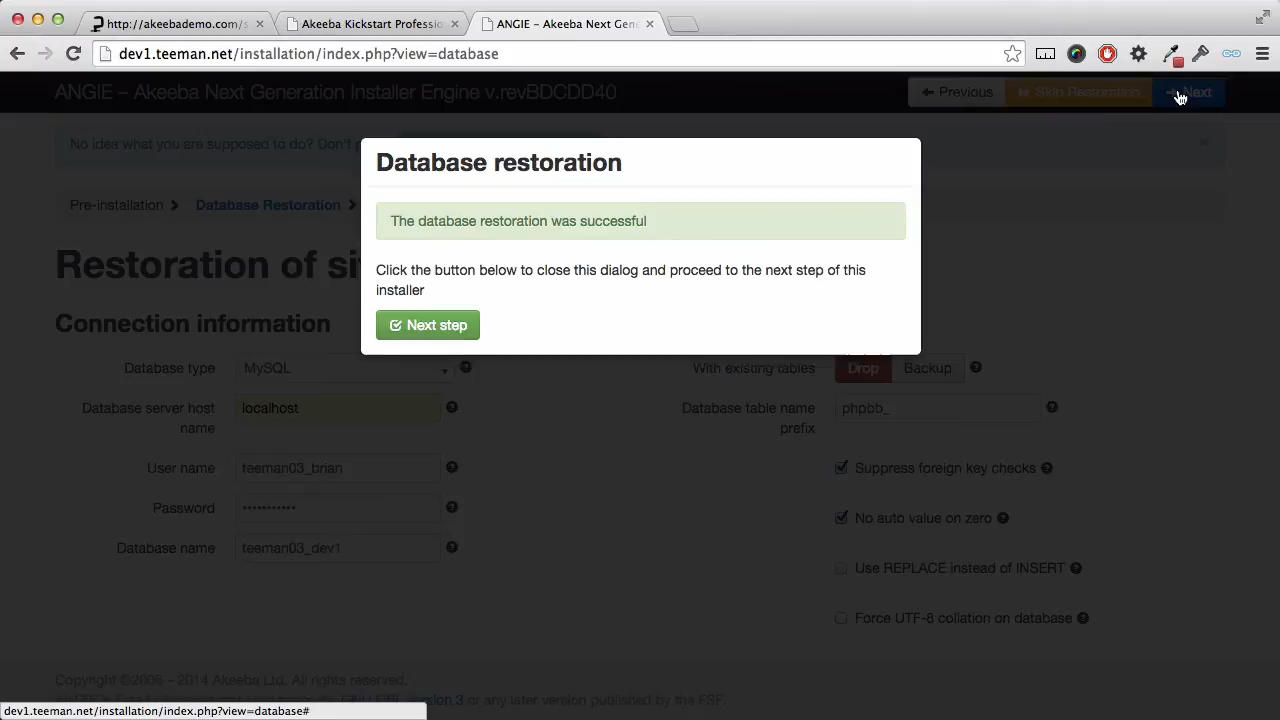 http://akeebademo.com/s
Akeeba Kickstart Professio
ANGIE – Akeeba Next Gene
dev1.teeman.net/installation/index.php?view=database
ANGIE – Akeeba Next Generation Installer Engine v.revBDCDD40
Previous
Skip Restoration
Next
No idea what you are supposed to do? Don't p
Pre-installation
Database Restoration
Database restoration
The database restoration was successful
Click the button below to close this dialog and proceed to the next step of this
installer
Next step
Restoration of si
Connection information
Database type
MySQL
With existing tables
Drop
Backup
Database server host
name
localhost
Database table name
prefix
phpbb_
User name
teeman03_brian
Suppress foreign key checks
Password
•••••••••••
No auto value on zero
Database name
teeman03_dev1
Use REPLACE instead of INSERT
Force UTF-8 collation on database
Copyright ©2006 - 2014 Akeeba Ltd. All rights reserved.
version 3 or any later version published by the FSF.
dev1.teeman.net/installation/index.php?view=database#